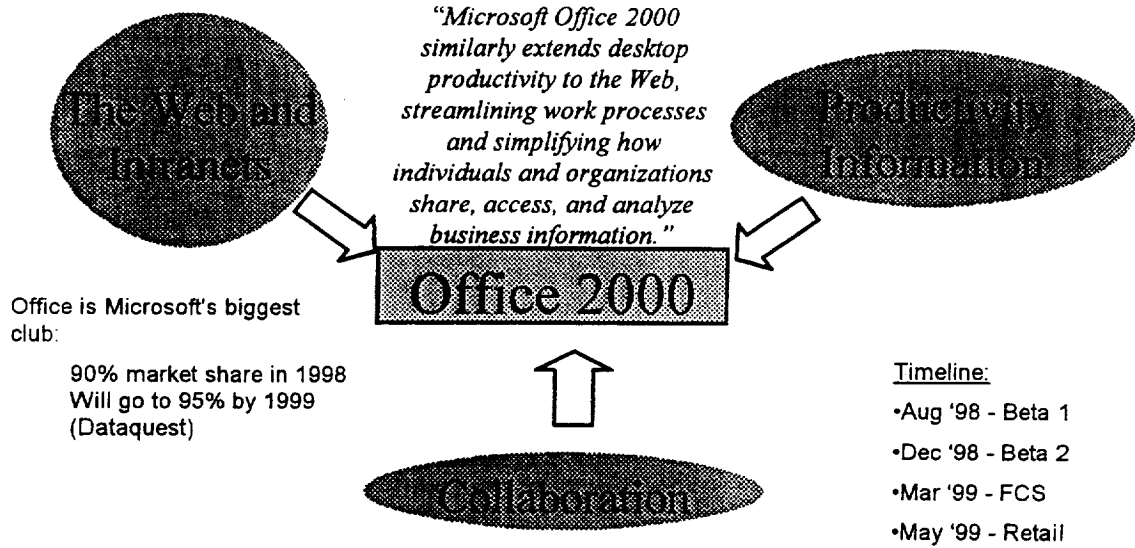 "Microsoft Office 2000
similarly extends desktop
productivity to the Web,
streamlining work processes
and simplifying how
individuals and organizations
share, access, and analyze
business information."
The Web and
Intranets
Productivity
Information
Office 2000
Office is Microsoft's biggest
club:
90% market share in 1998
Will go to 95% by 1999
(Dataquest)
Collaboration
Timeline:
•Aug '98 - Beta 1
•Dec '98 - Beta 2
•Mar '99 - FCS
•May '99 - Retail